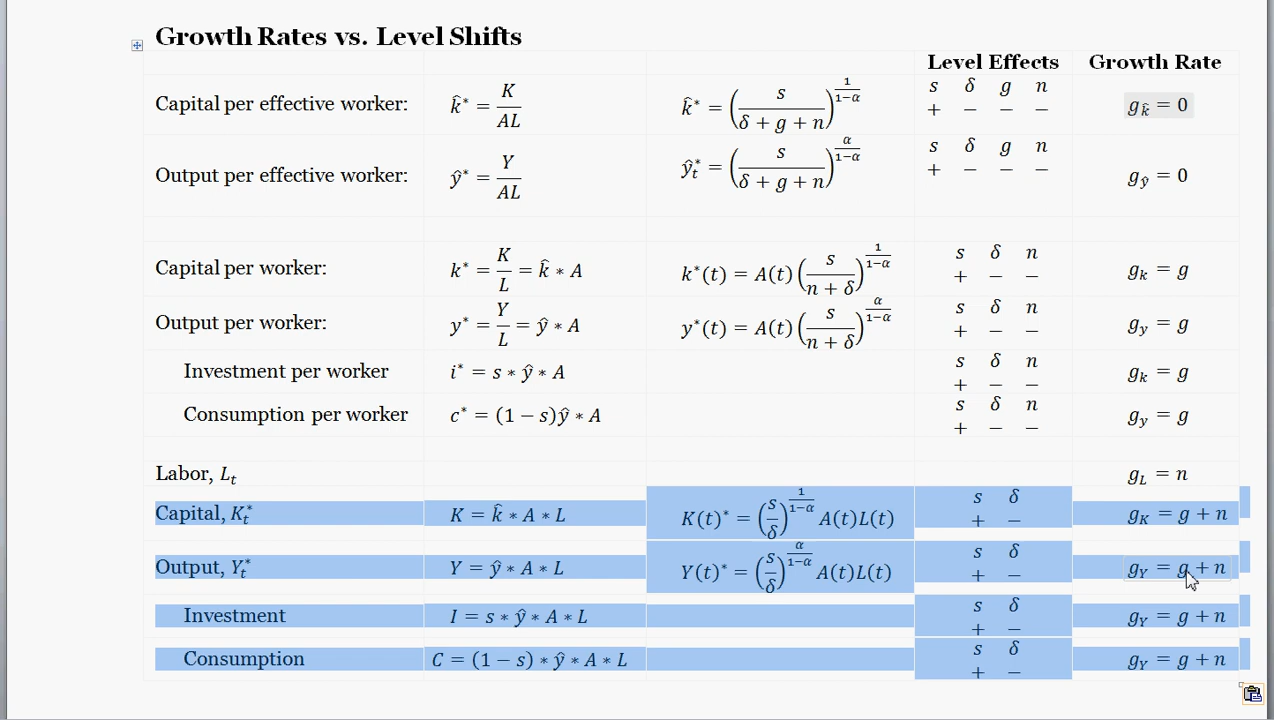 Growth Rates vs. Level Shifts
Level Effects Growth Rate
Capital per effective worker: k̂* = K/AL k̂* = (s/(δ + g + n))^(1/(1−α)) s δ g n + − − − g_k̂ = 0
Output per effective worker: ŷ* = Y/AL ŷ*_t = (s/(δ + g + n))^(α/(1−α)) s δ g n + − − − g_ŷ = 0
Capital per worker: k* = K/L = k̂ * A k*(t) = A(t)(s/(n + δ))^(1/(1−α)) s δ n + − − g_k = g
Output per worker: y* = Y/L = ŷ * A y*(t) = A(t)(s/(n + δ))^(α/(1−α)) s δ n + − − g_y = g
Investment per worker i* = s * ŷ * A s δ n + − − g_k = g
Consumption per worker c* = (1 − s)ŷ * A s δ n + − − g_y = g
Labor, L_t g_L = n
Capital, K*_t K = k̂ * A * L K(t)* = (s/δ)^(1/(1−α)) A(t)L(t) s δ + − g_K = g + n
Output, Y*_t Y = ŷ * A * L Y(t)* = (s/δ)^(α/(1−α)) A(t)L(t) s δ + − g_Y = g + n
Investment I = s * ŷ * A * L s δ + − g_Y = g + n
Consumption C = (1 − s) * ŷ * A * L s δ + − g_Y = g + n